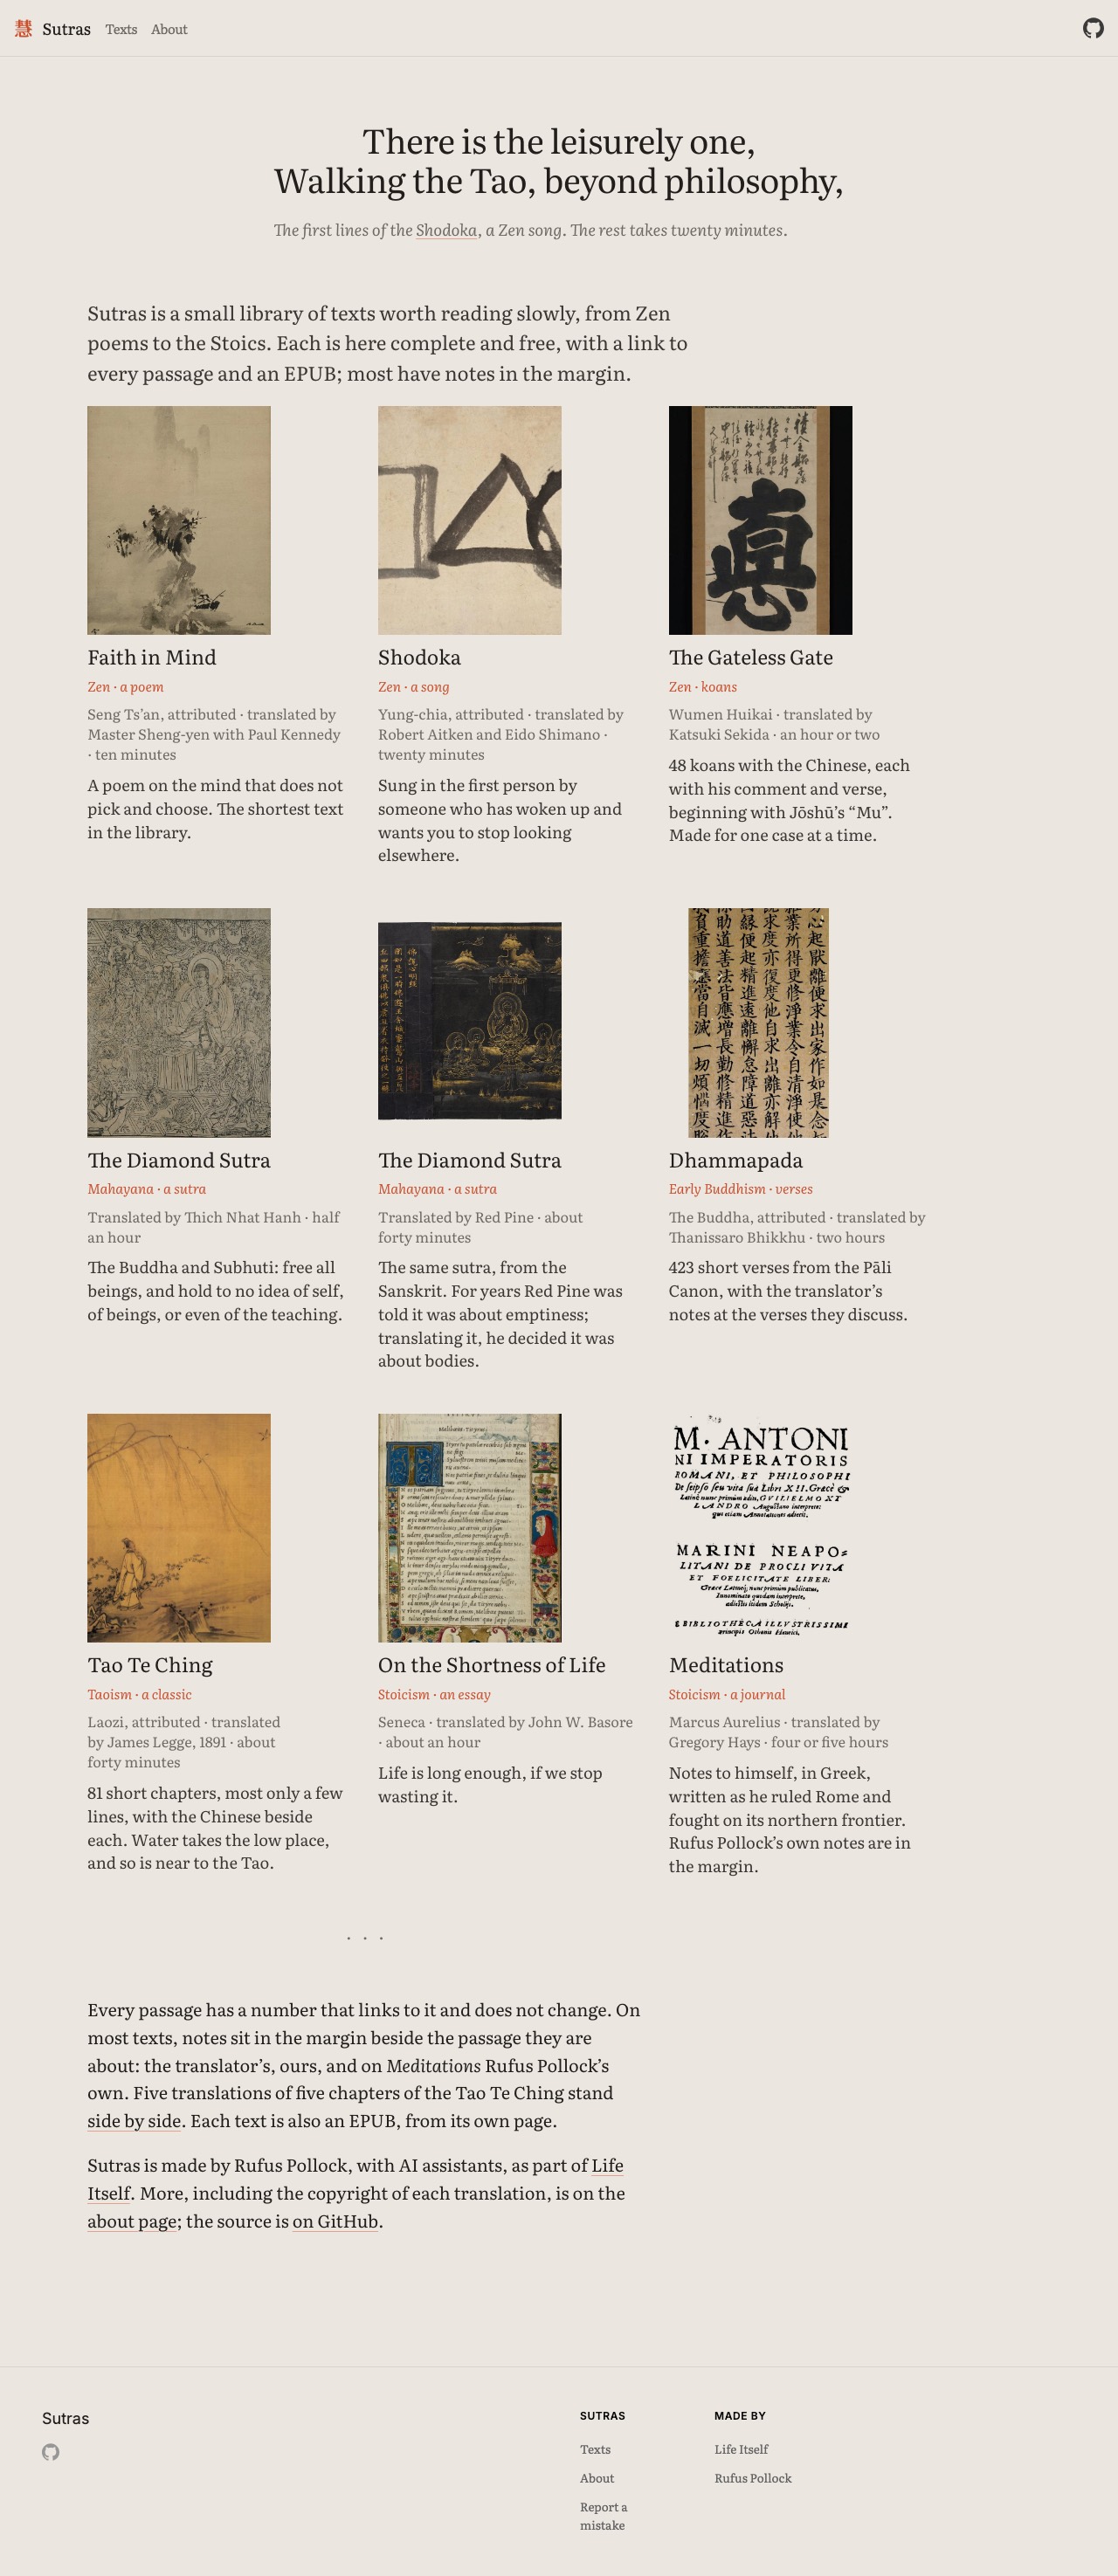 慧 Sutras Texts About
There is the leisurely one,
Walking the Tao, beyond philosophy,
The first lines of the Shodoka, a Zen song. The rest takes twenty minutes.
Sutras is a small library of texts worth reading slowly, from Zen
poems to the Stoics. Each is here complete and free, with a link to
every passage and an EPUB; most have notes in the margin.
Faith in Mind
Zen · a poem
Seng Ts’an, attributed · translated by
Master Sheng-yen with Paul Kennedy
· ten minutes
A poem on the mind that does not
pick and choose. The shortest text
in the library.
Shodoka
Zen · a song
Yung-chia, attributed · translated by
Robert Aitken and Eido Shimano ·
twenty minutes
Sung in the first person by
someone who has woken up and
wants you to stop looking
elsewhere.
The Gateless Gate
Zen · koans
Wumen Huikai · translated by
Katsuki Sekida · an hour or two
48 koans with the Chinese, each
with his comment and verse,
beginning with Jōshū’s “Mu”.
Made for one case at a time.
The Diamond Sutra
Mahayana · a sutra
Translated by Thich Nhat Hanh · half
an hour
The Buddha and Subhuti: free all
beings, and hold to no idea of self,
of beings, or even of the teaching.
The Diamond Sutra
Mahayana · a sutra
Translated by Red Pine · about
forty minutes
The same sutra, from the
Sanskrit. For years Red Pine was
told it was about emptiness;
translating it, he decided it was
about bodies.
Dhammapada
Early Buddhism · verses
The Buddha, attributed · translated by
Thanissaro Bhikkhu · two hours
423 short verses from the Pāli
Canon, with the translator’s
notes at the verses they discuss.
M. ANTONI
NI IMPERATORIS
ROMANI, ET PHILOSOPHI
MARINI NEAPO=
LITANI DE PROCLI VITA
ET FOELICITATE LIBER:
Tao Te Ching
Taoism · a classic
Laozi, attributed · translated
by James Legge, 1891 · about
forty minutes
81 short chapters, most only a few
lines, with the Chinese beside
each. Water takes the low place,
and so is near to the Tao.
On the Shortness of Life
Stoicism · an essay
Seneca · translated by John W. Basore
· about an hour
Life is long enough, if we stop
wasting it.
Meditations
Stoicism · a journal
Marcus Aurelius · translated by
Gregory Hays · four or five hours
Notes to himself, in Greek,
written as he ruled Rome and
fought on its northern frontier.
Rufus Pollock’s own notes are in
the margin.
· · ·
Every passage has a number that links to it and does not change. On
most texts, notes sit in the margin beside the passage they are
about: the translator’s, ours, and on Meditations Rufus Pollock’s
own. Five translations of five chapters of the Tao Te Ching stand
side by side. Each text is also an EPUB, from its own page.
Sutras is made by Rufus Pollock, with AI assistants, as part of Life
Itself. More, including the copyright of each translation, is on the
about page; the source is on GitHub.
Sutras
SUTRAS
Texts
About
Report a
mistake
MADE BY
Life Itself
Rufus Pollock